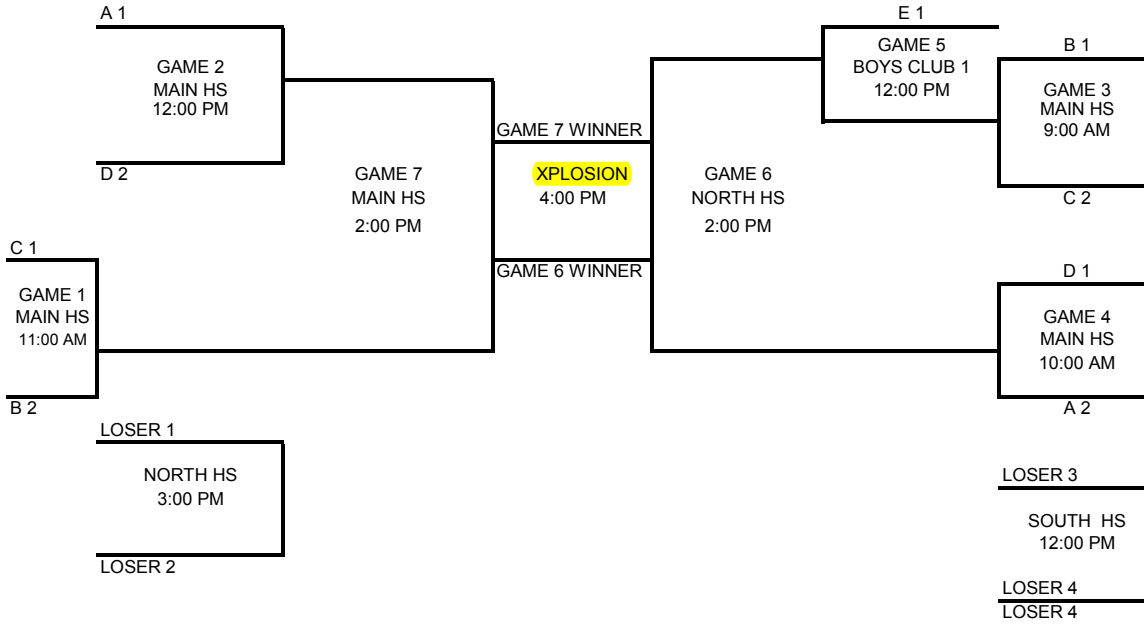 A 1
GAME 2
MAIN HS
12:00 PM
D 2
C 1
GAME 1
MAIN HS
11:00 AM
B 2
LOSER 1
NORTH HS
3:00 PM
LOSER 2
GAME 7
MAIN HS
2:00 PM
GAME 7 WINNER
XPLOSION
4:00 PM
GAME 6 WINNER
GAME 6
NORTH HS
2:00 PM
E 1
GAME 5
BOYS CLUB 1
12:00 PM
B 1
GAME 3
MAIN HS
9:00 AM
C 2
D 1
GAME 4
MAIN HS
10:00 AM
A 2
LOSER 3
SOUTH HS
12:00 PM
LOSER 4
LOSER 4